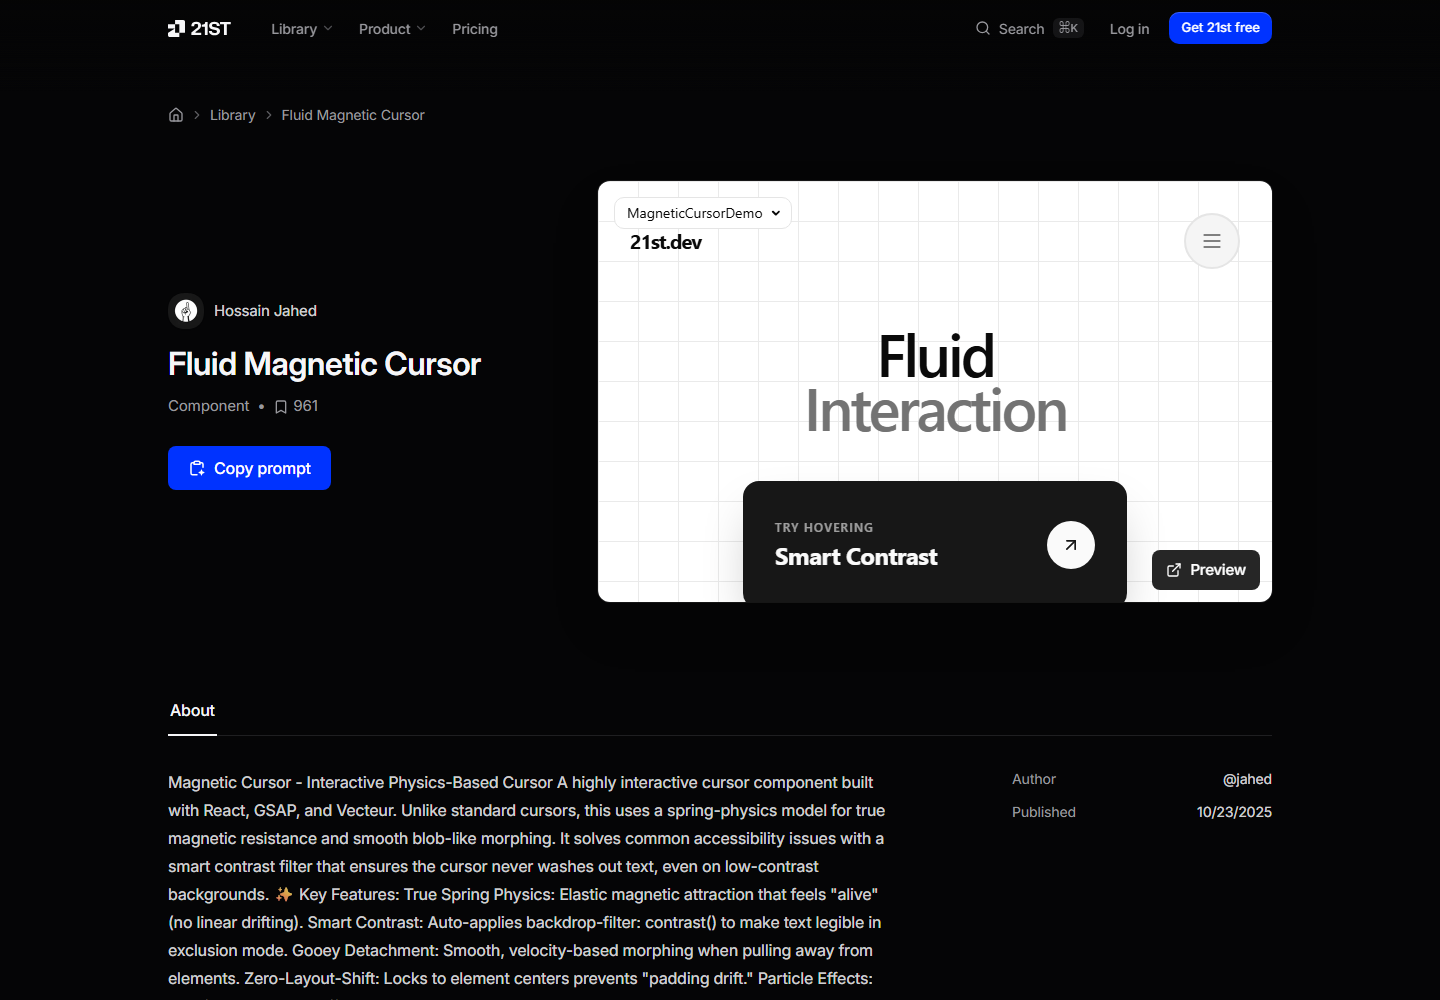 21ST
Library
Product
Pricing
Search
⌘K
Log in
Get 21st free
Library
Fluid Magnetic Cursor
MagneticCursorDemo
21st.dev
Fluid
Interaction
TRY HOVERING
Smart Contrast
Preview
Hossain Jahed
Fluid Magnetic Cursor
Component • 961
Copy prompt
About
Magnetic Cursor - Interactive Physics-Based Cursor A highly interactive cursor component built
with React, GSAP, and Vecteur. Unlike standard cursors, this uses a spring-physics model for true
magnetic resistance and smooth blob-like morphing. It solves common accessibility issues with a
smart contrast filter that ensures the cursor never washes out text, even on low-contrast
backgrounds. ✨ Key Features: True Spring Physics: Elastic magnetic attraction that feels "alive"
(no linear drifting). Smart Contrast: Auto-applies backdrop-filter: contrast() to make text legible in
exclusion mode. Gooey Detachment: Smooth, velocity-based morphing when pulling away from
elements. Zero-Layout-Shift: Locks to element centers prevents "padding drift." Particle Effects:
Author
@jahed
Published
10/23/2025